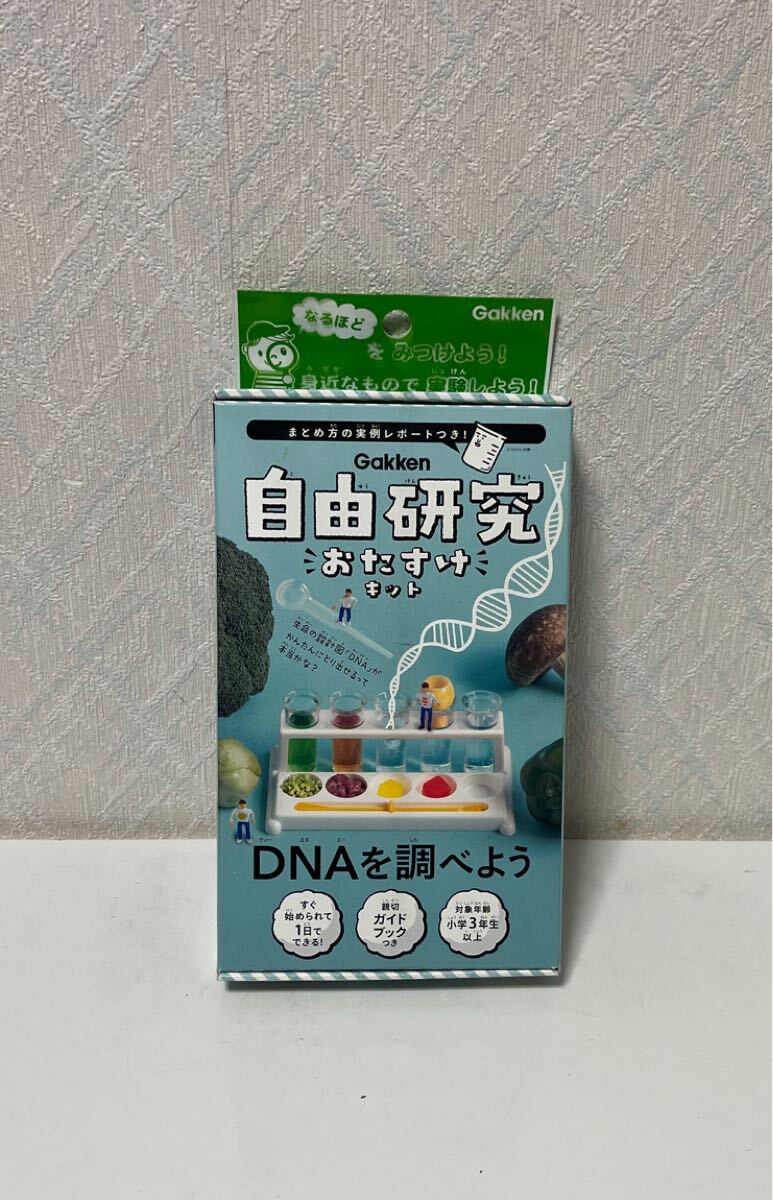 なるほど
Gakken
を みつけよう!
身近なもので 実験しよう!
まとめ方の実例レポートつき!
Gakken
自由研究
おたすけ
キット
生命の設計図「DNA」が
かんたんにとり出せるって
本当かな?
DNAを調べよう
すぐ
始められて
1日で
できる!
親切
ガイド
ブック
つき
対象年齢
小学3年生
以上